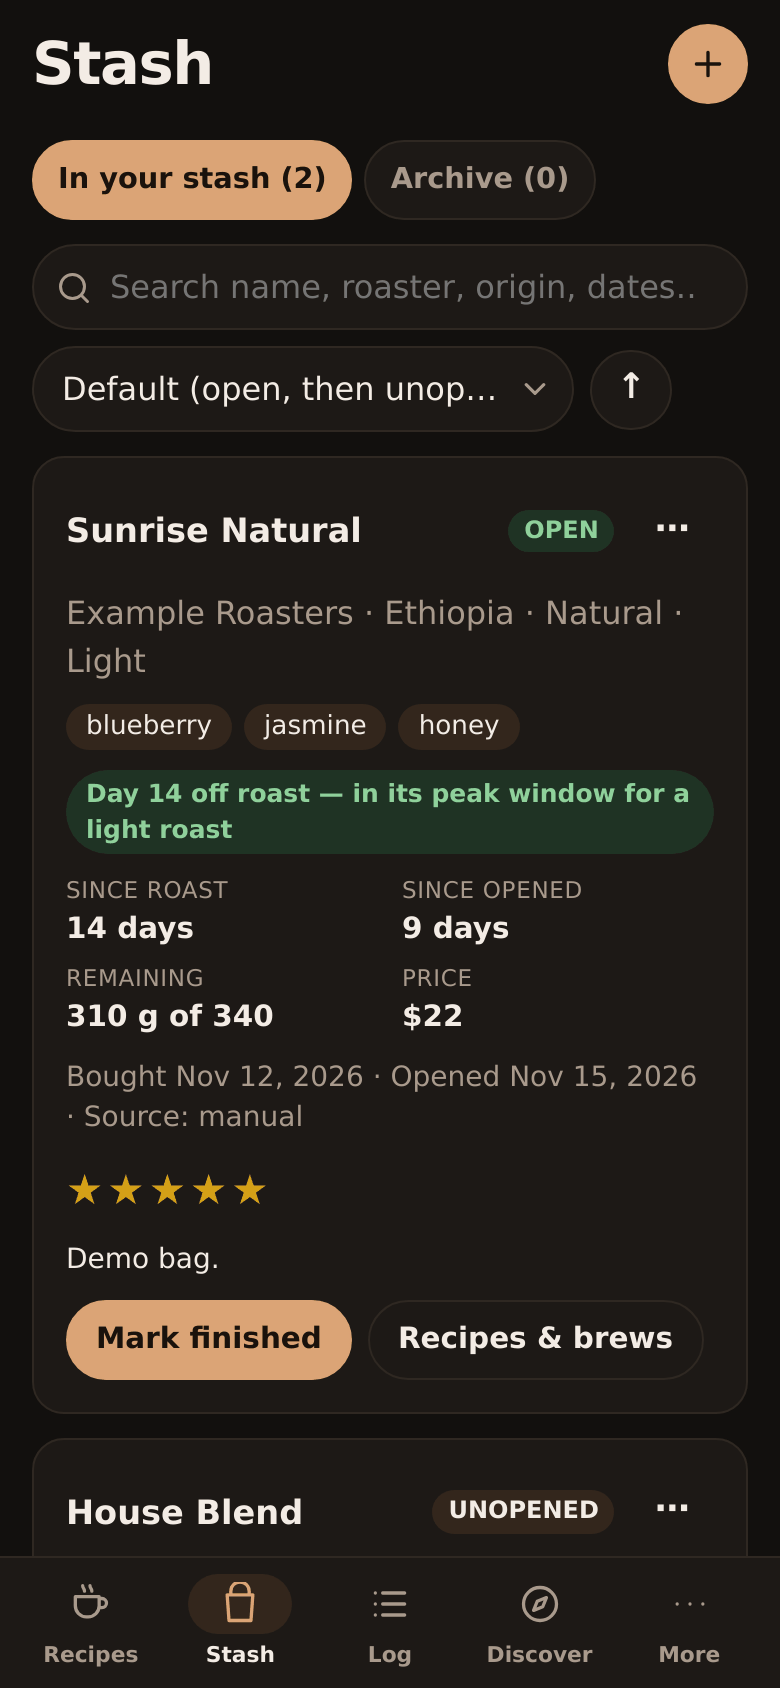 Stash
+
In your stash (2)
Archive (0)
Search name, roaster, origin, dates..
Default (open, then unop...
↑
Sunrise Natural
OPEN
...
Example Roasters · Ethiopia · Natural ·
Light
blueberry
jasmine
honey
Day 14 off roast — in its peak window for a
light roast
SINCE ROAST
SINCE OPENED
14 days
9 days
REMAINING
PRICE
310 g of 340
$22
Bought Nov 12, 2026 · Opened Nov 15, 2026
· Source: manual
★★★★★
Demo bag.
Mark finished
Recipes & brews
House Blend
UNOPENED
...
Recipes
Stash
Log
Discover
More